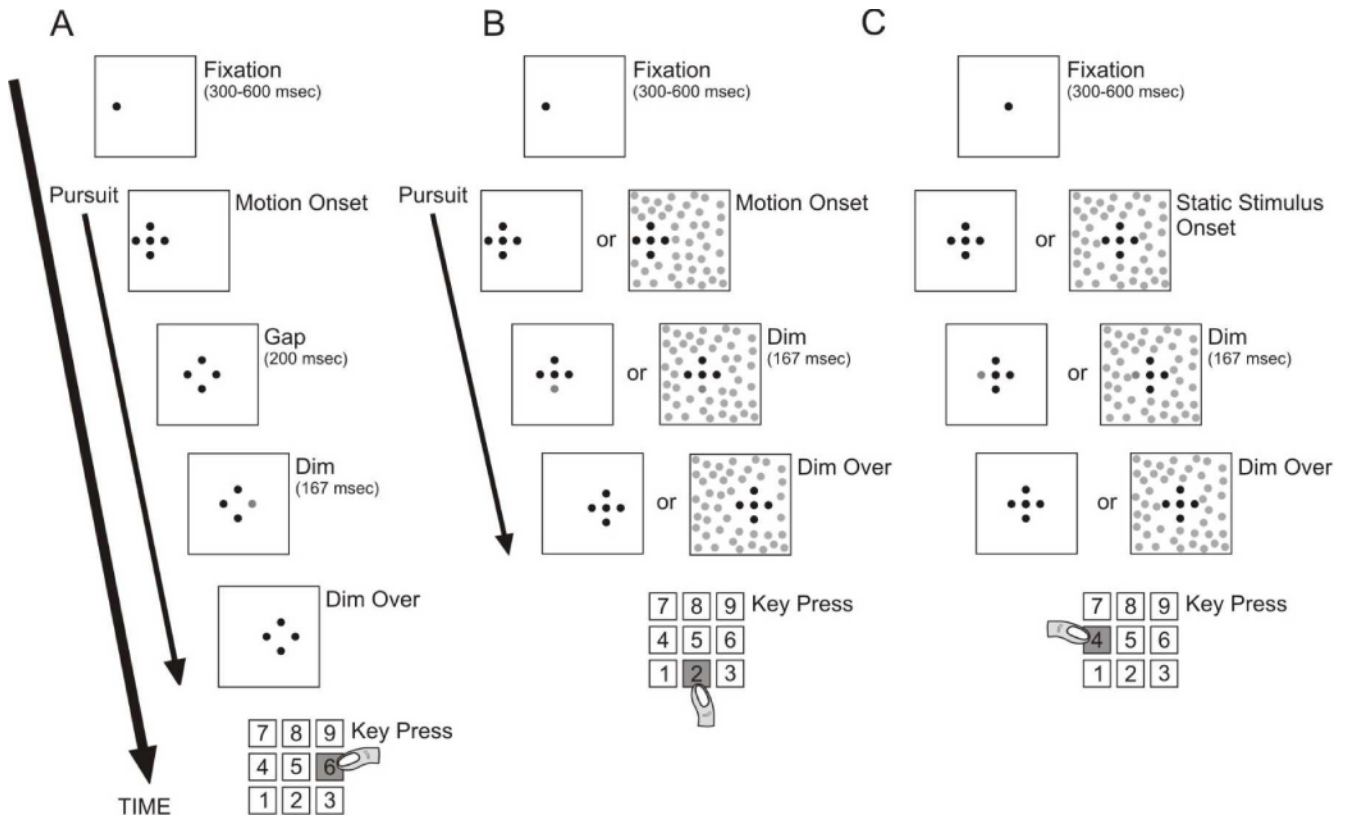 A
Fixation
(300-600 msec)
Pursuit
Motion Onset
Gap
(200 msec)
Dim
(167 msec)
Dim Over
7 8 9 Key Press
4 5 6
1 2 3
TIME
B
Fixation
(300-600 msec)
Pursuit
or
Motion Onset
or
Dim
(167 msec)
or
Dim Over
7 8 9 Key Press
4 5 6
1 2 3
C
Fixation
(300-600 msec)
or
Static Stimulus
Onset
or
Dim
(167 msec)
or
Dim Over
7 8 9 Key Press
4 5 6
1 2 3